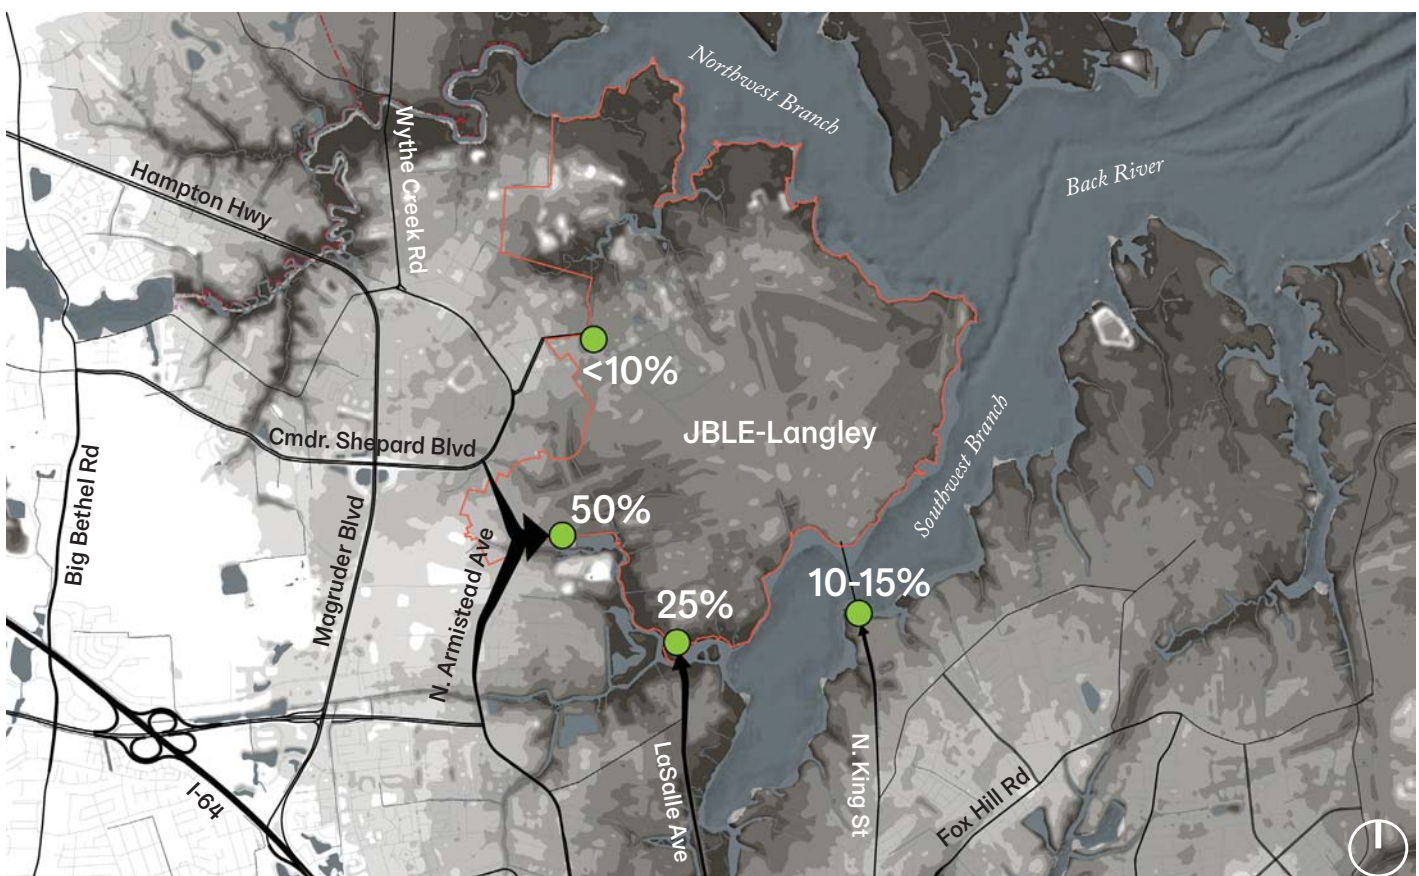 Northwest Branch
Wythe Creek Rd
Hampton Hwy
Back River
<10%
JBLE-Langley
Cmdr. Shepard Blvd
Southwest Branch
Big Bethel Rd
50%
Magruder Blvd
N. Armistead Ave
10-15%
25%
LaSalle Ave
N. King St
I-64
Fox Hill Rd